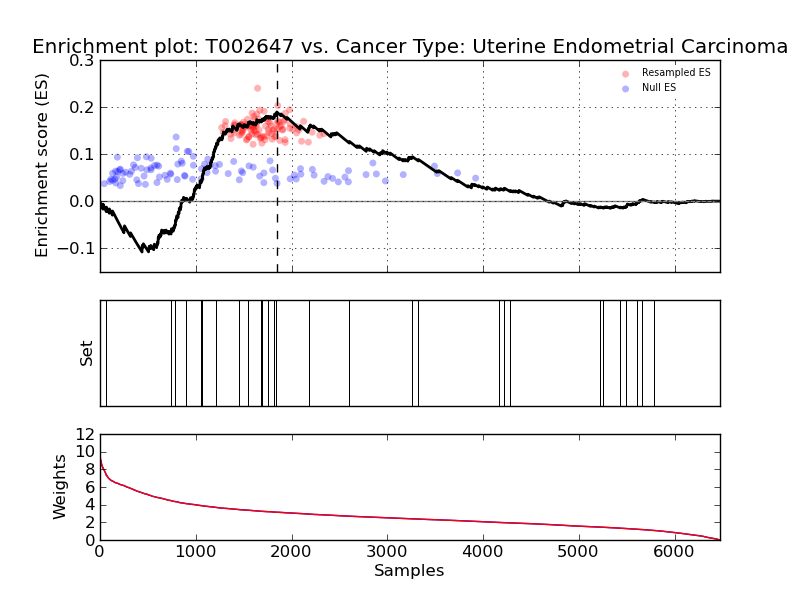 Enrichment plot: T002647 vs. Cancer Type: Uterine Endometrial Carcinoma
Enrichment score (ES)
0.3
0.2
0.1
0.0
−0.1
Resampled ES
Null ES
Set
Weights
12
10
8
6
4
2
0
0 1000 2000 3000 4000 5000 6000
Samples